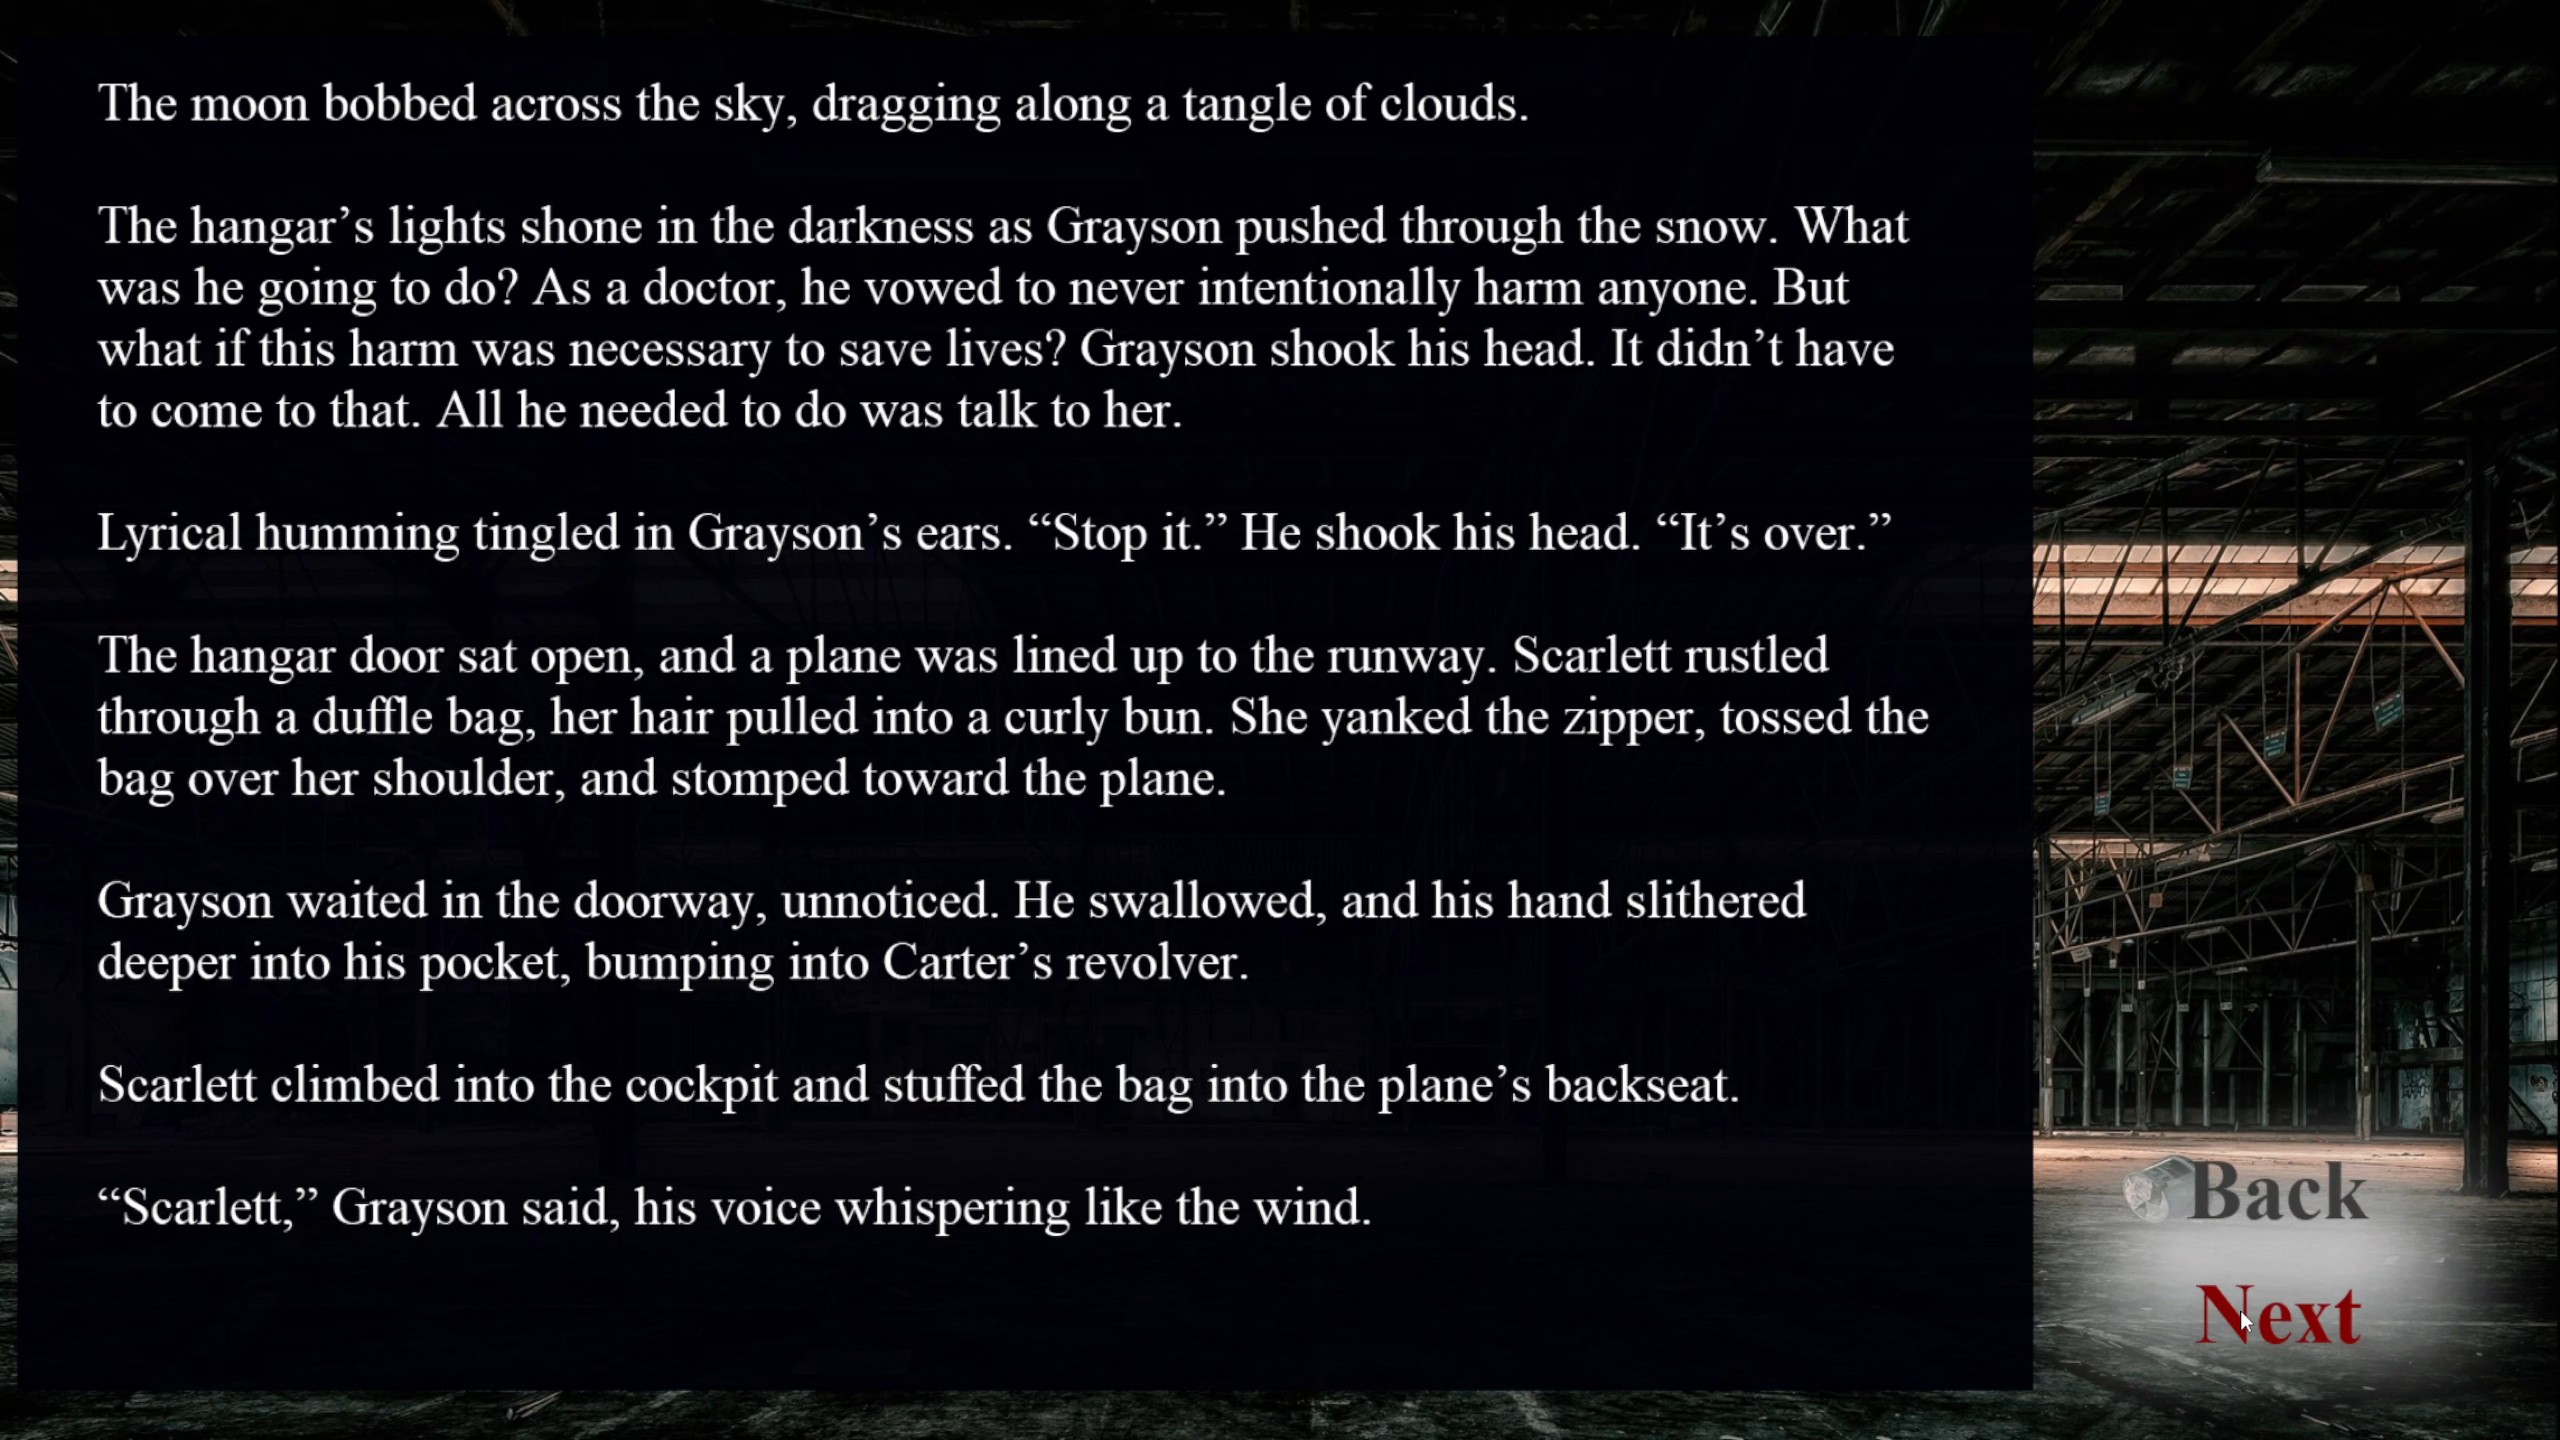 The moon bobbed across the sky, dragging along a tangle of clouds.
The hangar’s lights shone in the darkness as Grayson pushed through the snow. What
was he going to do? As a doctor, he vowed to never intentionally harm anyone. But
what if this harm was necessary to save lives? Grayson shook his head. It didn’t have
to come to that. All he needed to do was talk to her.
Lyrical humming tingled in Grayson’s ears. “Stop it.” He shook his head. “It’s over.”
The hangar door sat open, and a plane was lined up to the runway. Scarlett rustled
through a duffle bag, her hair pulled into a curly bun. She yanked the zipper, tossed the
bag over her shoulder, and stomped toward the plane.
Grayson waited in the doorway, unnoticed. He swallowed, and his hand slithered
deeper into his pocket, bumping into Carter’s revolver.
Scarlett climbed into the cockpit and stuffed the bag into the plane’s backseat.
“Scarlett,” Grayson said, his voice whispering like the wind.
Back
Next